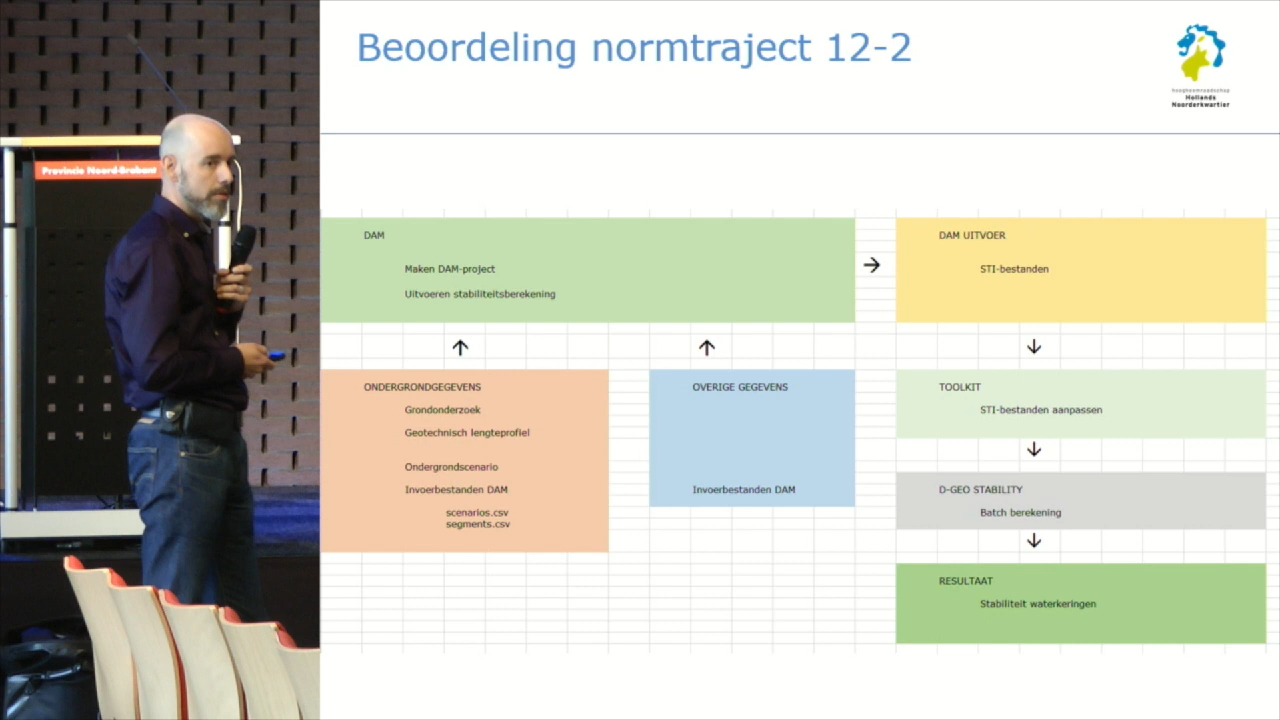 Beoordeling normtraject 12-2
hoogheemraadschap
Hollands
Noorderkwartier
Provincie Noord-Brabant
DAM
Maken DAM-project
Uitvoeren stabiliteitsberekening
DAM UITVOER
STI-bestanden
ONDERGRONDGEGEVENS
Grondonderzoek
Geotechnisch lengteprofiel
Ondergrondscenario
Invoerbestanden DAM
scenarios.csv
segments.csv
OVERIGE GEGEVENS
Invoerbestanden DAM
TOOLKIT
STI-bestanden aanpassen
D-GEO STABILITY
Batch berekening
RESULTAAT
Stabiliteit waterkeringen